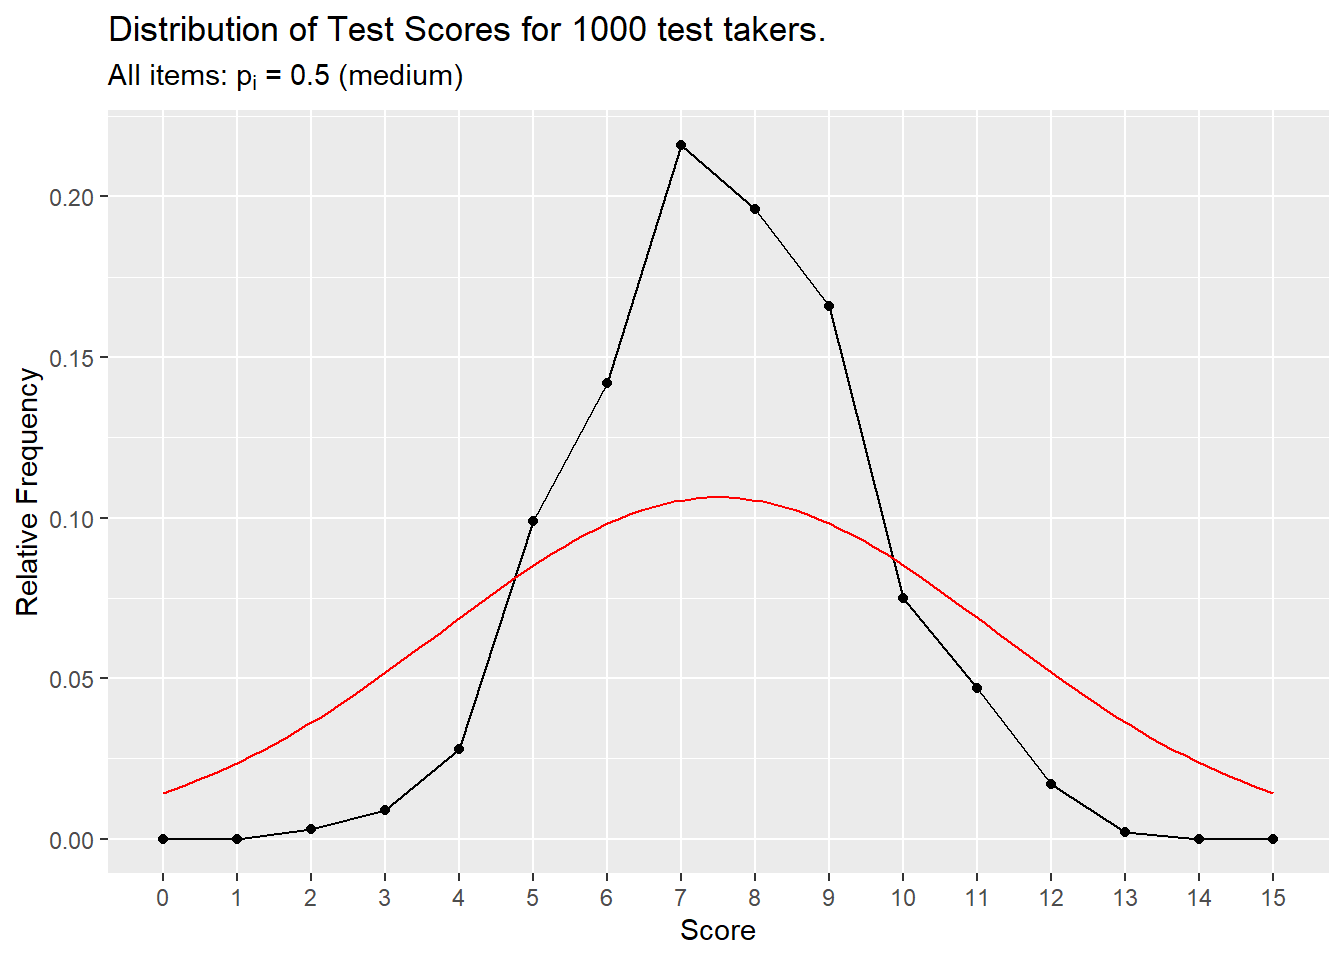 Distribution of Test Scores for 1000 test takers.
All items: pᵢ = 0.5 (medium)
0.20
0.15
0.10
0.05
0.00
Relative Frequency
0 1 2 3 4 5 6 7 8 9 10 11 12 13 14 15
Score